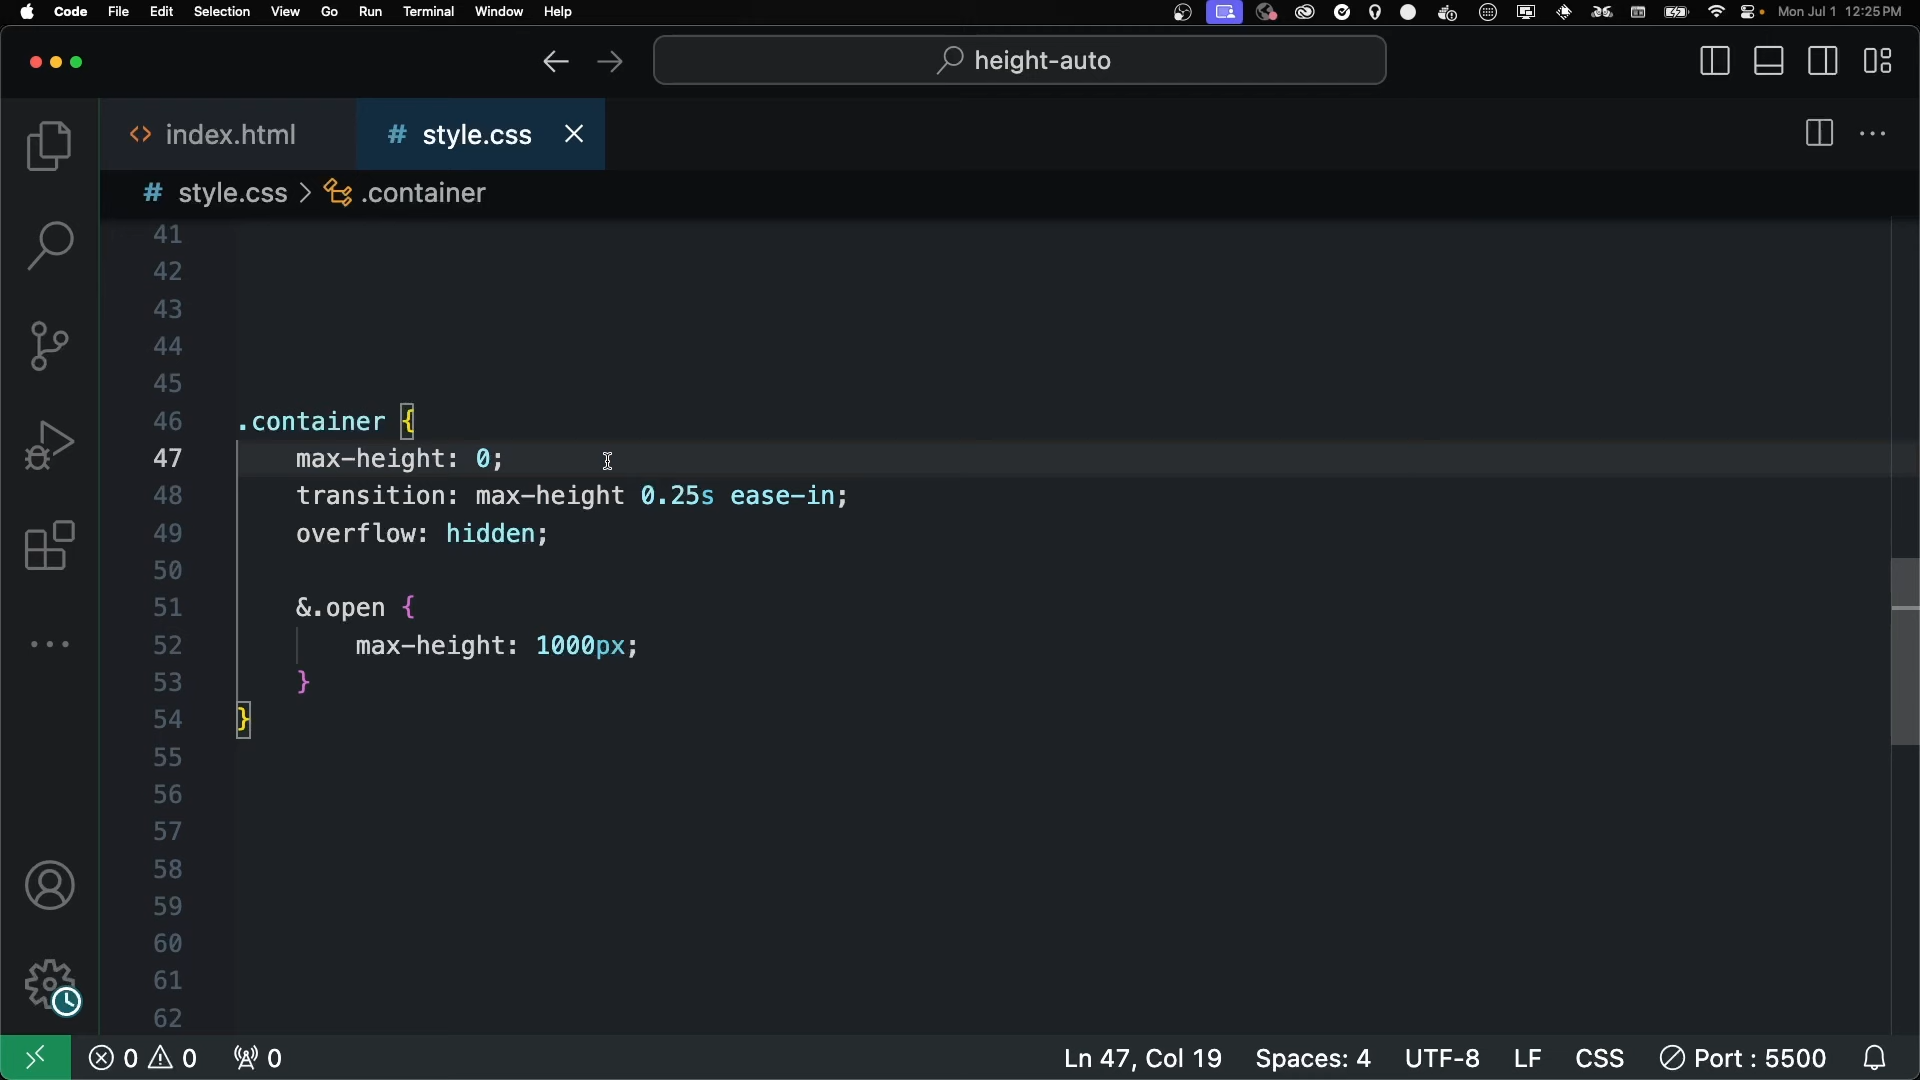 Code File Edit Selection View Go Run Terminal Window Help Mon Jul 1 12:25 PM
height-auto
index.html style.css
# style.css > .container
41
42
43
44
45
46 .container {
47 max-height: 0;
48 transition: max-height 0.25s ease-in;
49 overflow: hidden;
50
51 &.open {
52 max-height: 1000px;
53 }
54 }
55
56
57
58
59
60
61
62
0 0 0 Ln 47, Col 19 Spaces: 4 UTF-8 LF CSS Port : 5500